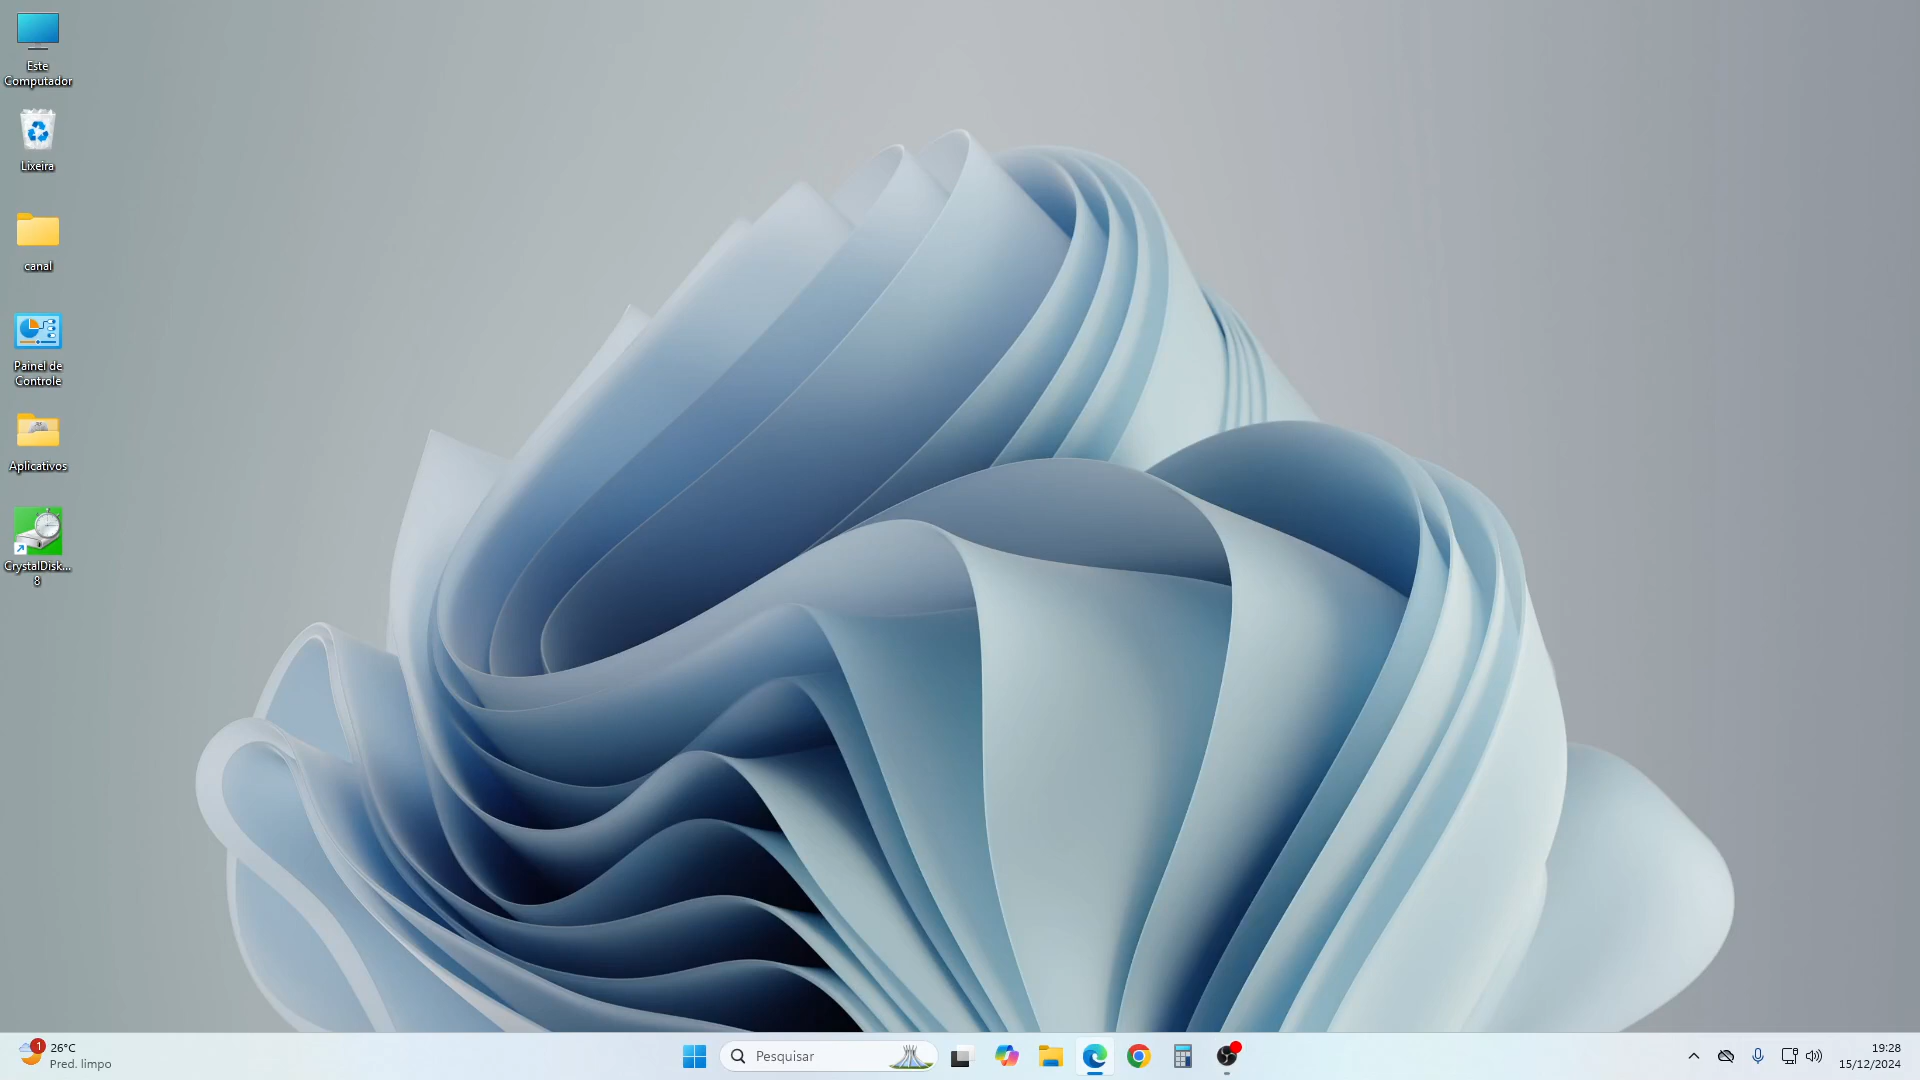 Este
Computador
Lixeira
canal
Painel de
Controle
Aplicativos
CrystalDisk...
8
1
26°C
Pred. limpo
Pesquisar
19:28
15/12/2024